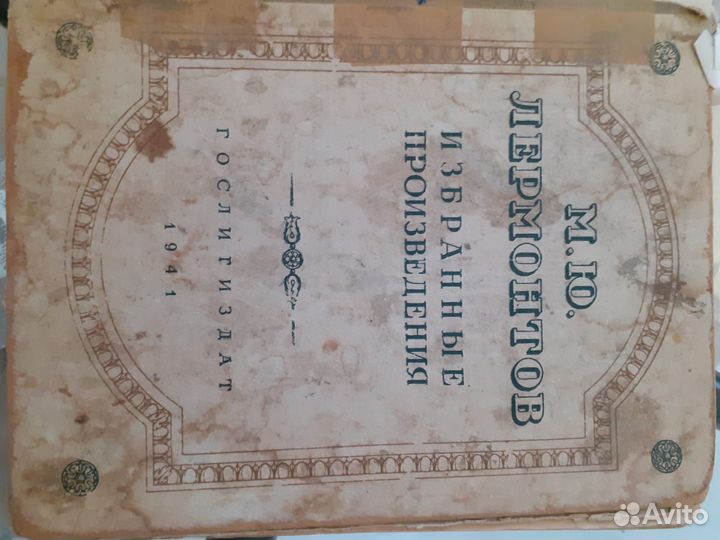 М.Ю.
ЛЕРМОНТОВ
ИЗБРАННЫЕ
ПРОИЗВЕДЕНИЯ
ГОСЛИТИЗДАТ
1941
Avito